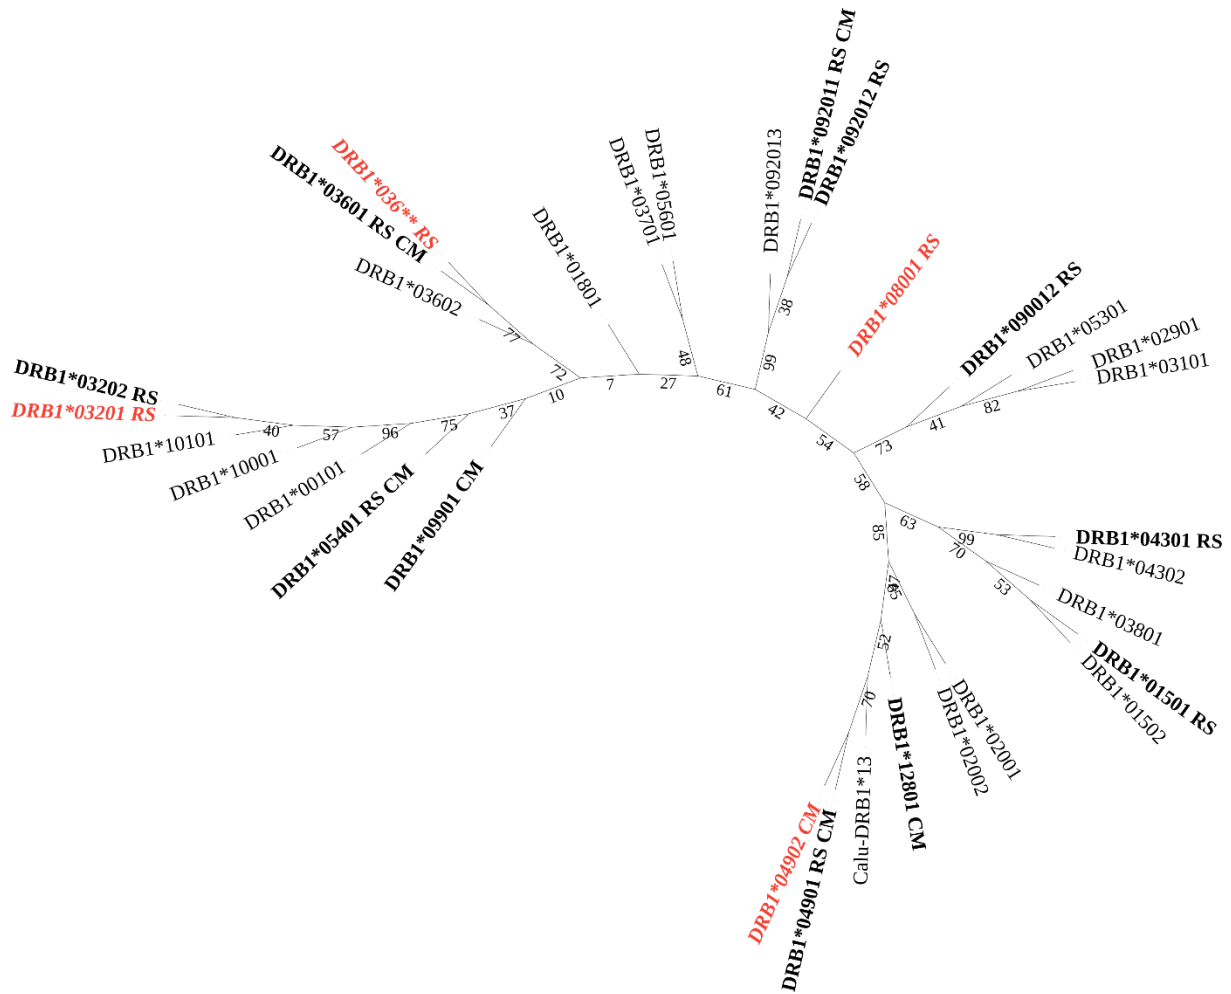 DRB1*092011 RS CM
DRB1*092012 RS
DRB1*092013
DRB1*05601
DRB1*03701
DRB1*036** RS
DRB1*03601 RS CM
DRB1*03602
DRB1*01801
DRB1*08001 RS
DRB1*090012 RS
DRB1*05301
DRB1*02901
DRB1*03101
DRB1*03202 RS
DRB1*03201 RS
DRB1*10101
DRB1*10001
DRB1*00101
DRB1*05401 RS CM
DRB1*09901 CM
40
57
96
75
37
10
72
77
7
27
48
61
99
38
42
54
73
41
82
58
63
99
70
53
85
65
52
70
DRB1*04301 RS
DRB1*04302
DRB1*03801
DRB1*01501 RS
DRB1*01502
DRB1*02001
DRB1*02002
DRB1*12801 CM
Calu-DRB1*13
DRB1*04901 RS CM
DRB1*04902 CM